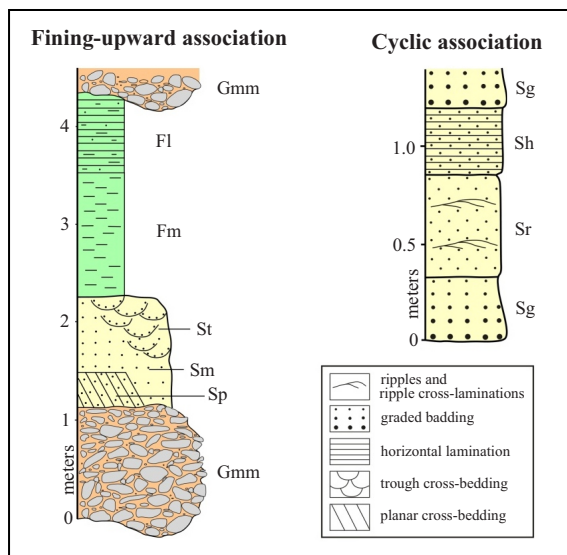 Fining-upward association
Gmm
4
Fl
3
Fm
2
St
Sm
Sp
1
meters
Gmm
0
Cyclic association
Sg
1.0
Sh
Sr
0.5
meters
Sg
0
ripples and
ripple cross-laminations
graded badding
horizontal lamination
trough cross-bedding
planar cross-bedding